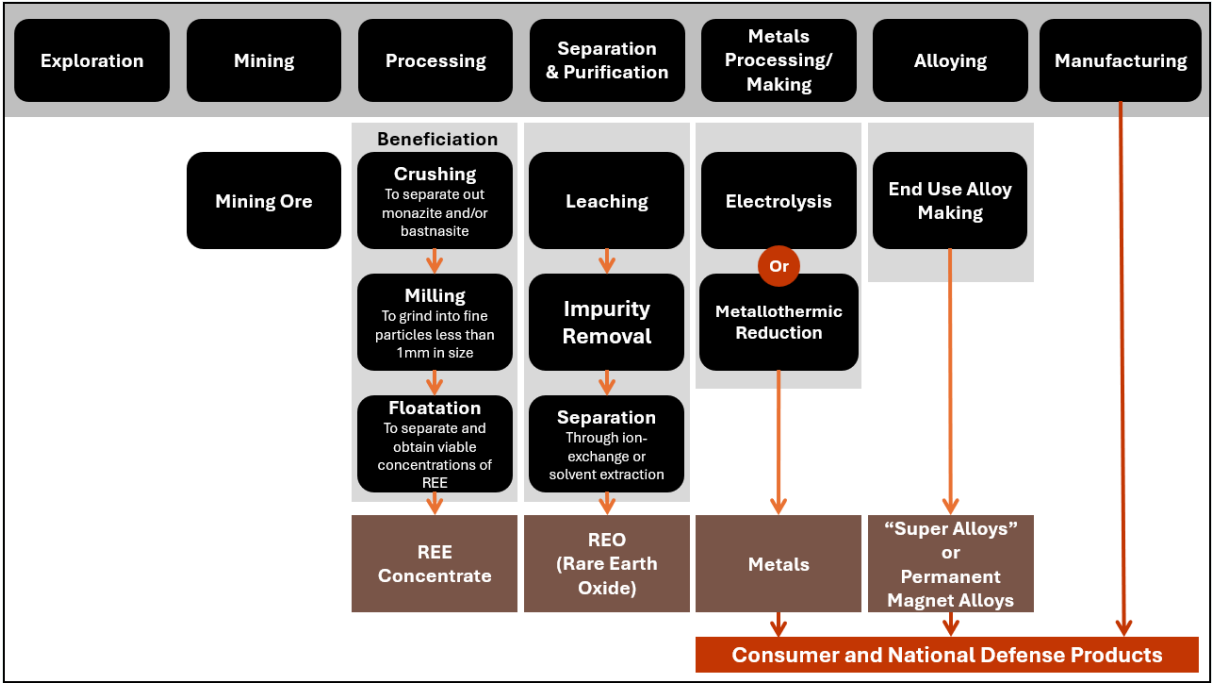 Exploration
Mining
Processing
Separation
& Purification
Metals
Processing/
Making
Alloying
Manufacturing
Mining Ore
Beneficiation
Crushing
To separate out
monazite and/or
bastnasite
Milling
To grind into fine
particles less than
1mm in size
Floatation
To separate and
obtain viable
concentrations of
REE
REE
Concentrate
Leaching
Impurity
Removal
Separation
Through ion-
exchange or
solvent extraction
REO
(Rare Earth
Oxide)
Electrolysis
Or
Metallothermic
Reduction
Metals
End Use Alloy
Making
“Super Alloys”
or
Permanent
Magnet Alloys
Consumer and National Defense Products